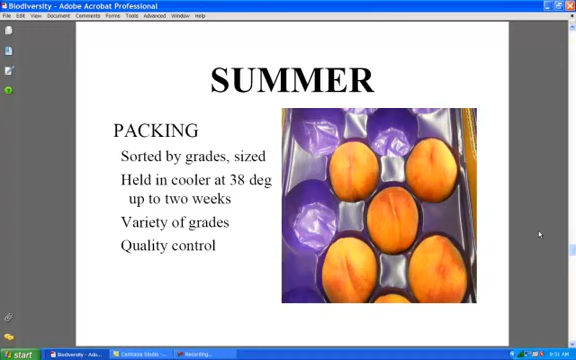 Biodiversity - Adobe Acrobat Professional
File Edit View Document Comments Forms Tools Advanced Window Help
SUMMER
PACKING
Sorted by grades, sized
Held in cooler at 38 deg
up to two weeks
Variety of grades
Quality control
start Biodiversity - Ado... Camtasia Studio - ... Recording... 9:51 AM